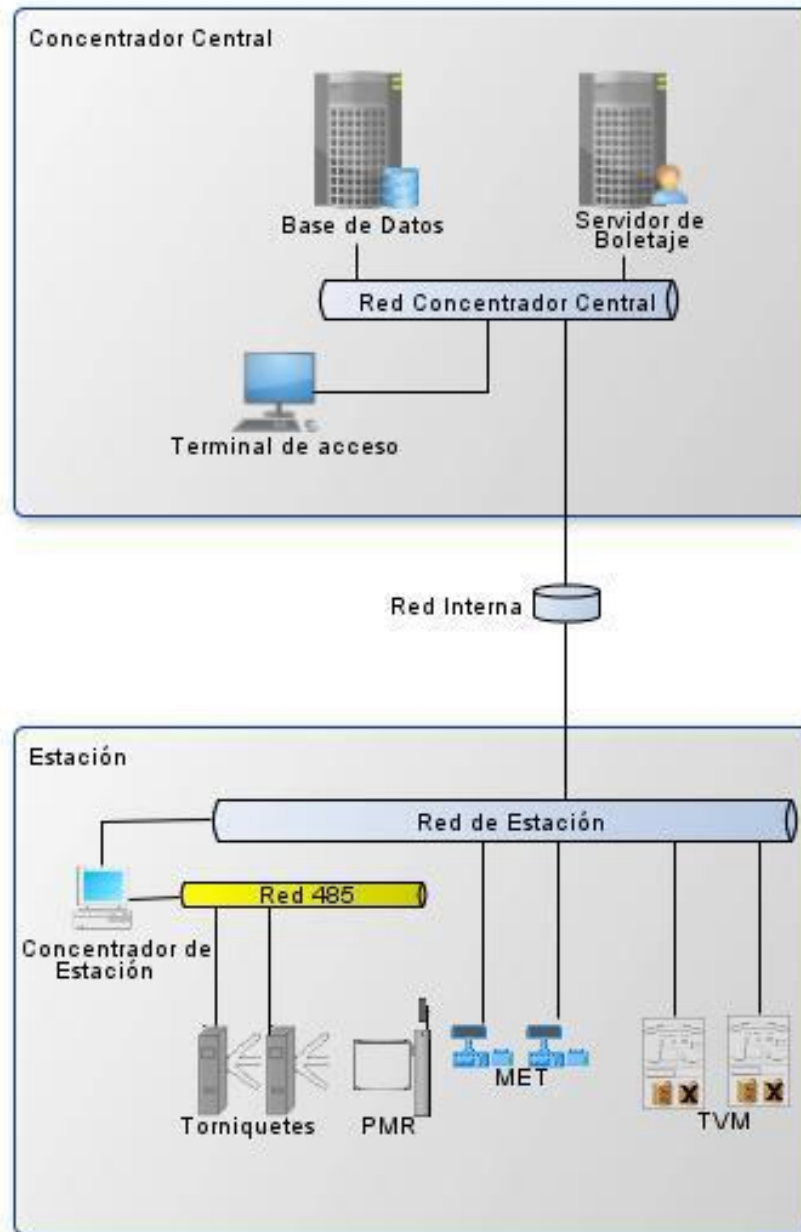 Concentrador Central
Base de Datos
Servidor de
Boletaje
Red Concentrador Central
Terminal de acceso
Red Interna
Estación
Red de Estación
Red 485
Concentrador de
Estación
Torniquetes
PMR
MET
TVM